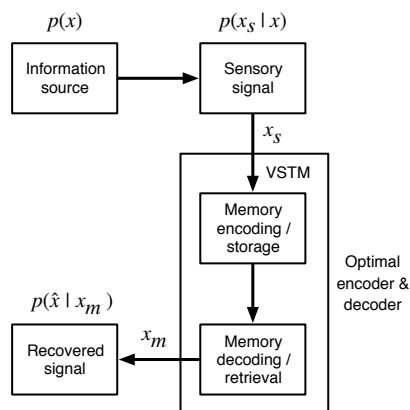 p(x)
p(x_s | x)
Information
source
Sensory
signal
x_s
VSTM
Memory
encoding /
storage
Optimal
encoder &
decoder
p(x̂ | x_m)
x_m
Recovered
signal
Memory
decoding /
retrieval